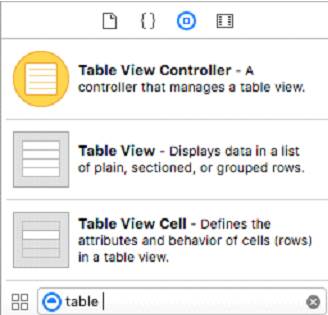 { }
Table View Controller - A
controller that manages a table view.
Table View - Displays data in a list
of plain, sectioned, or grouped rows.
Table View Cell - Defines the
attributes and behavior of cells (rows)
in a table view.
table